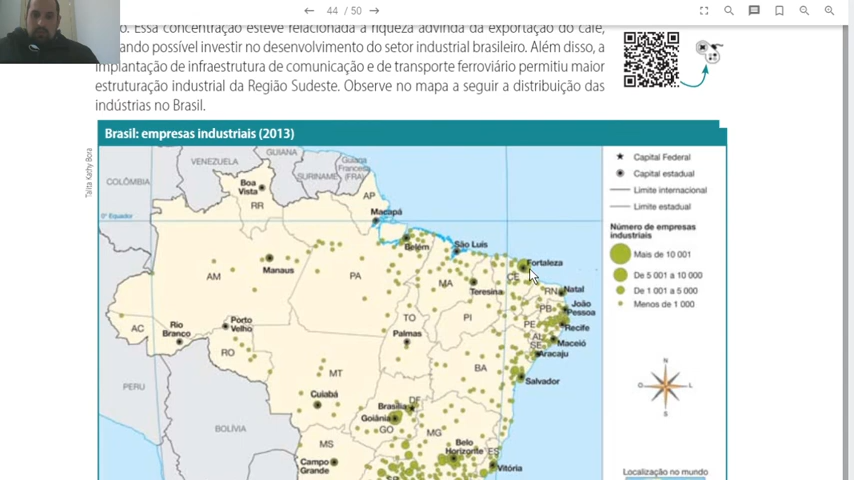 44 / 50
Essa concentração esteve relacionada à riqueza advinda da exportação do café,
ando possível investir no desenvolvimento do setor industrial brasileiro. Além disso, a
implantação de infraestrutura de comunicação e de transporte ferroviário permitiu maior
estruturação industrial da Região Sudeste. Observe no mapa a seguir a distribuição das
indústrias no Brasil.
Brasil: empresas industriais (2013)
Talita Kathy Bora
VENEZUELA
GUIANA
SURINAME
Guiana
Francesa
(FRA)
COLÔMBIA
Boa
Vista
RR
AP
0° Equador
Macapá
Belém
São Luís
Fortaleza
Manaus
AM
PA
MA
CE
Teresina
RN
Natal
PB
João
Pessoa
PI
PE
Recife
AC
Rio
Branco
Porto
Velho
TO
Palmas
AL
Maceió
SE
Aracaju
RO
MT
BA
Salvador
PERU
Cuiabá
Brasília
DF
Goiânia
GO
BOLÍVIA
MS
MG
Belo
Horizonte
ES
Vitória
Campo
Grande
SP
Capital Federal
Capital estadual
Limite internacional
Limite estadual
Número de empresas
industriais
Mais de 10 001
De 5 001 a 10 000
De 1 001 a 5 000
Menos de 1 000
N
O
L
S
Localização no mundo